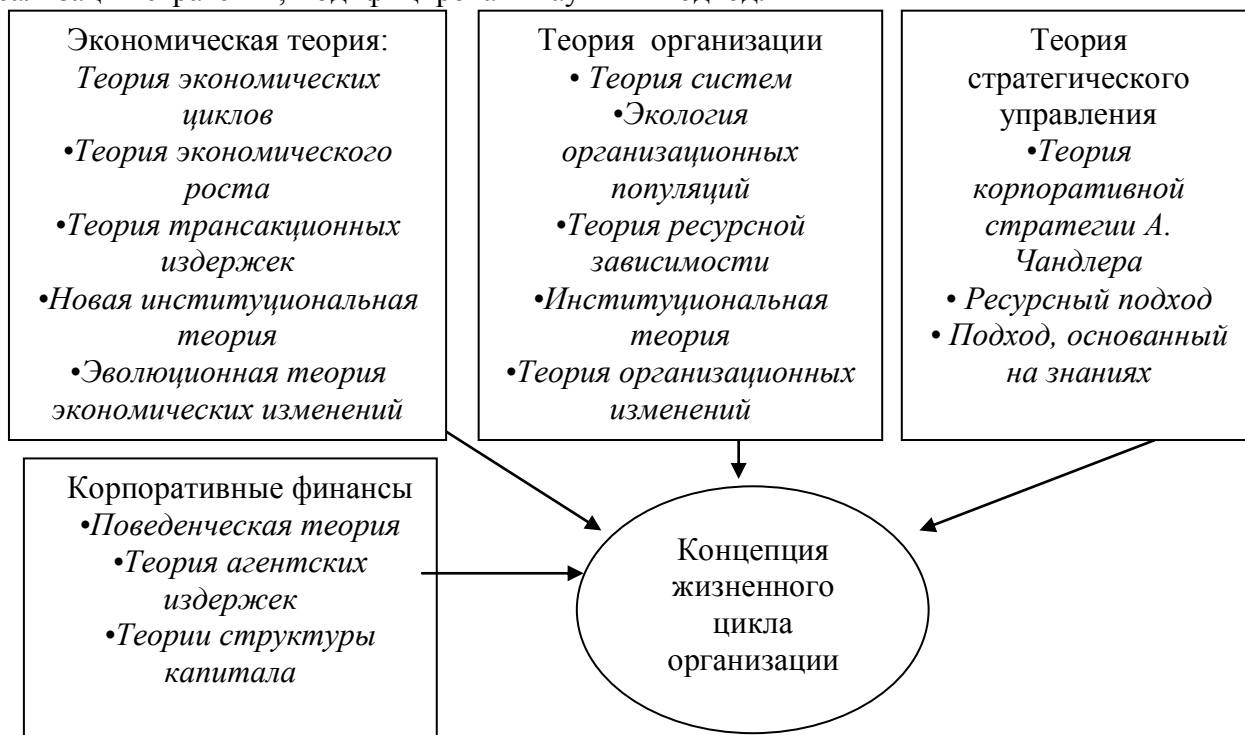 Экономическая теория:
Теория экономических
циклов
•Теория экономического
роста
•Теория трансакционных
издержек
•Новая институциональная
теория
•Эволюционная теория
экономических изменений
Теория организации
• Теория систем
•Экология
организационных
популяций
•Теория ресурсной
зависимости
•Институциональная
теория
•Теория организационных
изменений
Теория
стратегического
управления
•Теория
корпоративной
стратегии А.
Чандлера
• Ресурсный подход
• Подход, основанный
на знаниях
Корпоративные финансы
•Поведенческая теория
•Теория агентских
издержек
•Теории структуры
капитала
Концепция
жизненного
цикла
организации